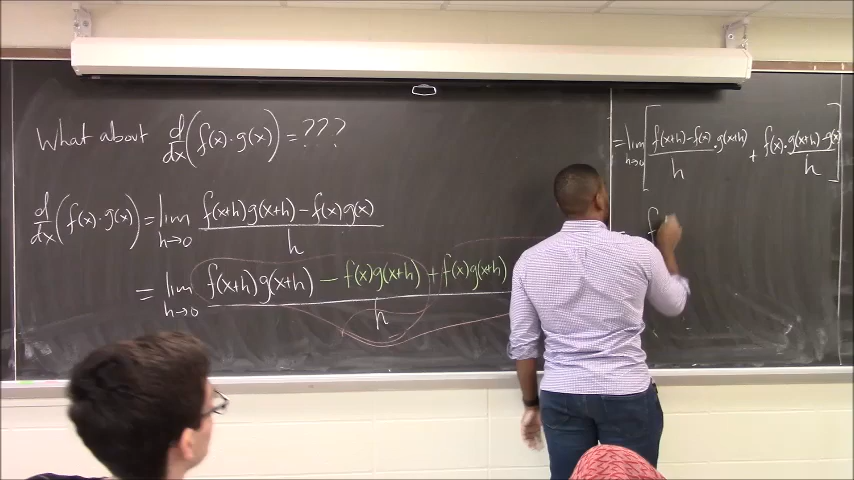 What about d/dx (f(x)·g(x)) = ???
d/dx (f(x)·g(x)) = lim h→0 (f(x+h)g(x+h) − f(x)g(x))/h
= lim h→0 (f(x+h)g(x+h) − f(x)g(x+h) + f(x)g(x+h))/h
= lim h→0 [(f(x+h)−f(x))/h · g(x+h) + f(x)·(g(x+h)−g(x))/h]
= f